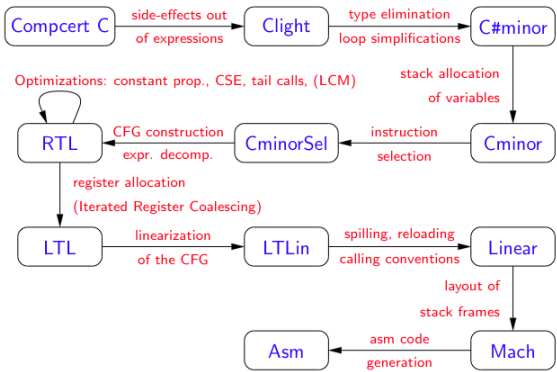 Compcert C
side-effects out
of expressions
Clight
type elimination
loop simplifications
C#minor
stack allocation
of variables
Optimizations: constant prop., CSE, tail calls, (LCM)
RTL
CFG construction
expr. decomp.
CminorSel
instruction
selection
Cminor
register allocation
(Iterated Register Coalescing)
LTL
linearization
of the CFG
LTLin
spilling, reloading
calling conventions
Linear
layout of
stack frames
Asm
asm code
generation
Mach